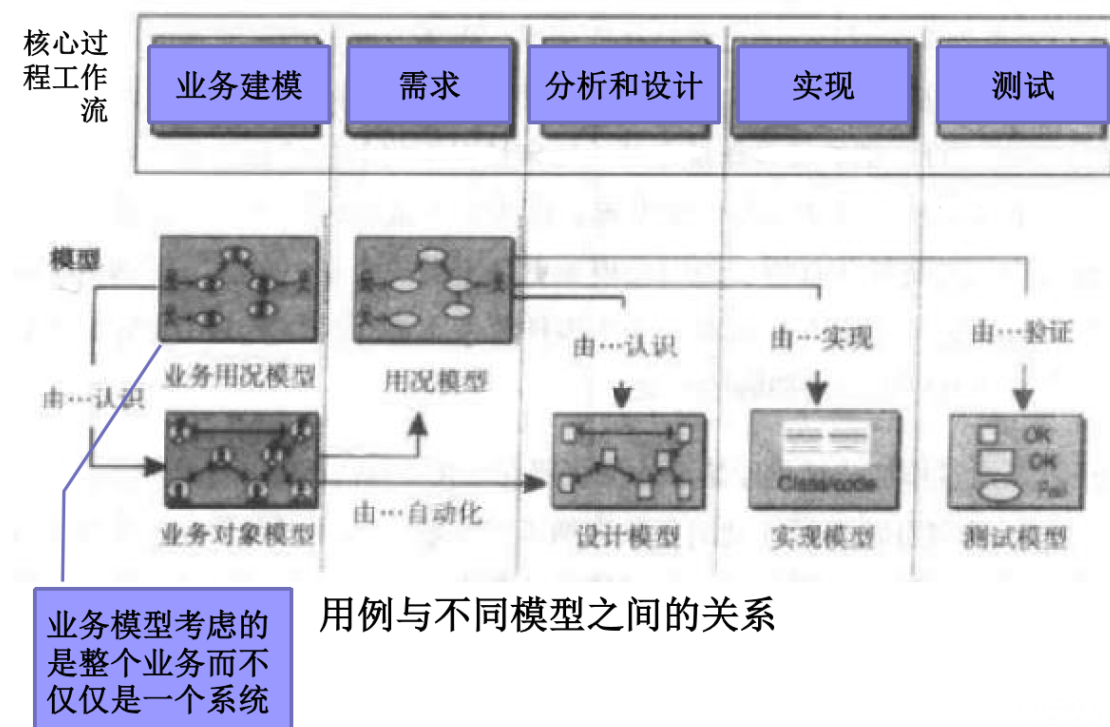 核心过
程工作
流
业务建模
需求
分析和设计
实现
测试
模型
业务用况模型
用况模型
由…认识
由…认识
由…实现
由…验证
OK
OK
Fail
Class/code
业务对象模型
由…自动化
设计模型
实现模型
测试模型
业务模型考虑的
是整个业务而不
仅仅是一个系统
用例与不同模型之间的关系